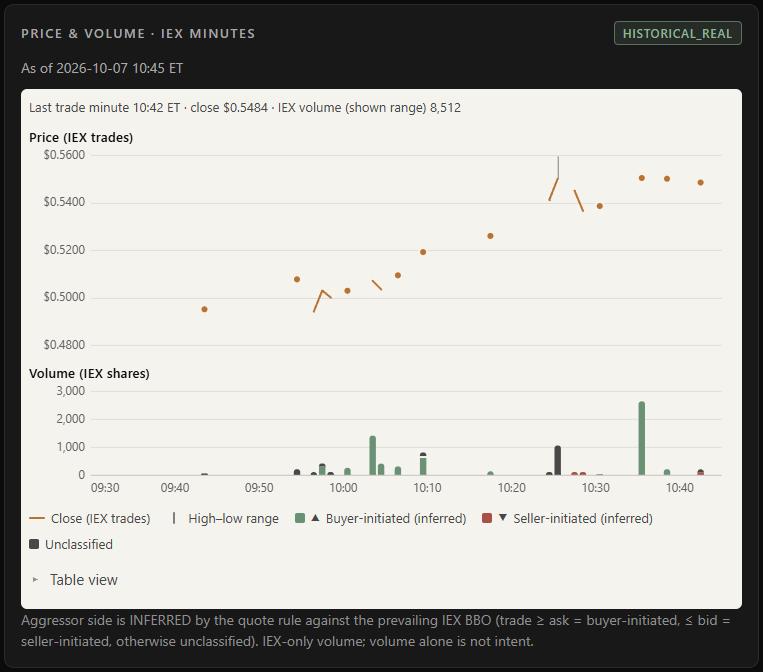 PRICE & VOLUME · IEX MINUTES
HISTORICAL_REAL
As of 2026-10-07 10:45 ET
Last trade minute 10:42 ET · close $0.5484 · IEX volume (shown range) 8,512
Price (IEX trades)
$0.5600
$0.5400
$0.5200
$0.5000
$0.4800
Volume (IEX shares)
3,000
2,000
1,000
0
09:30 09:40 09:50 10:00 10:10 10:20 10:30 10:40
Close (IEX trades) High–low range ▲ Buyer-initiated (inferred) ▼ Seller-initiated (inferred)
Unclassified
▸ Table view
Aggressor side is INFERRED by the quote rule against the prevailing IEX BBO (trade ≥ ask = buyer-initiated, ≤ bid =
seller-initiated, otherwise unclassified). IEX-only volume; volume alone is not intent.